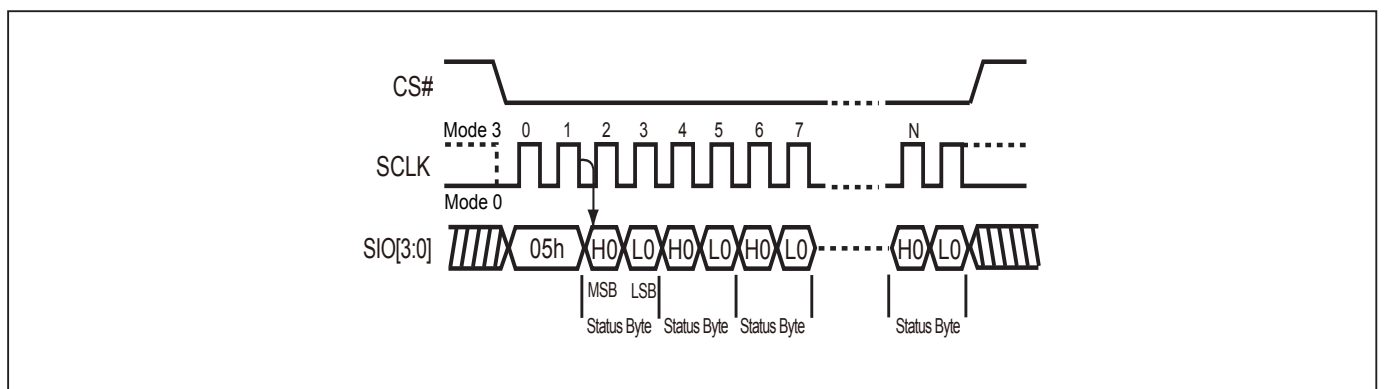 CS#
Mode 3 0 1 2 3 4 5 6 7 N
SCLK
Mode 0
SIO[3:0] 05h H0 L0 H0 L0 H0 L0 H0 L0
MSB LSB
Status Byte Status Byte Status Byte Status Byte